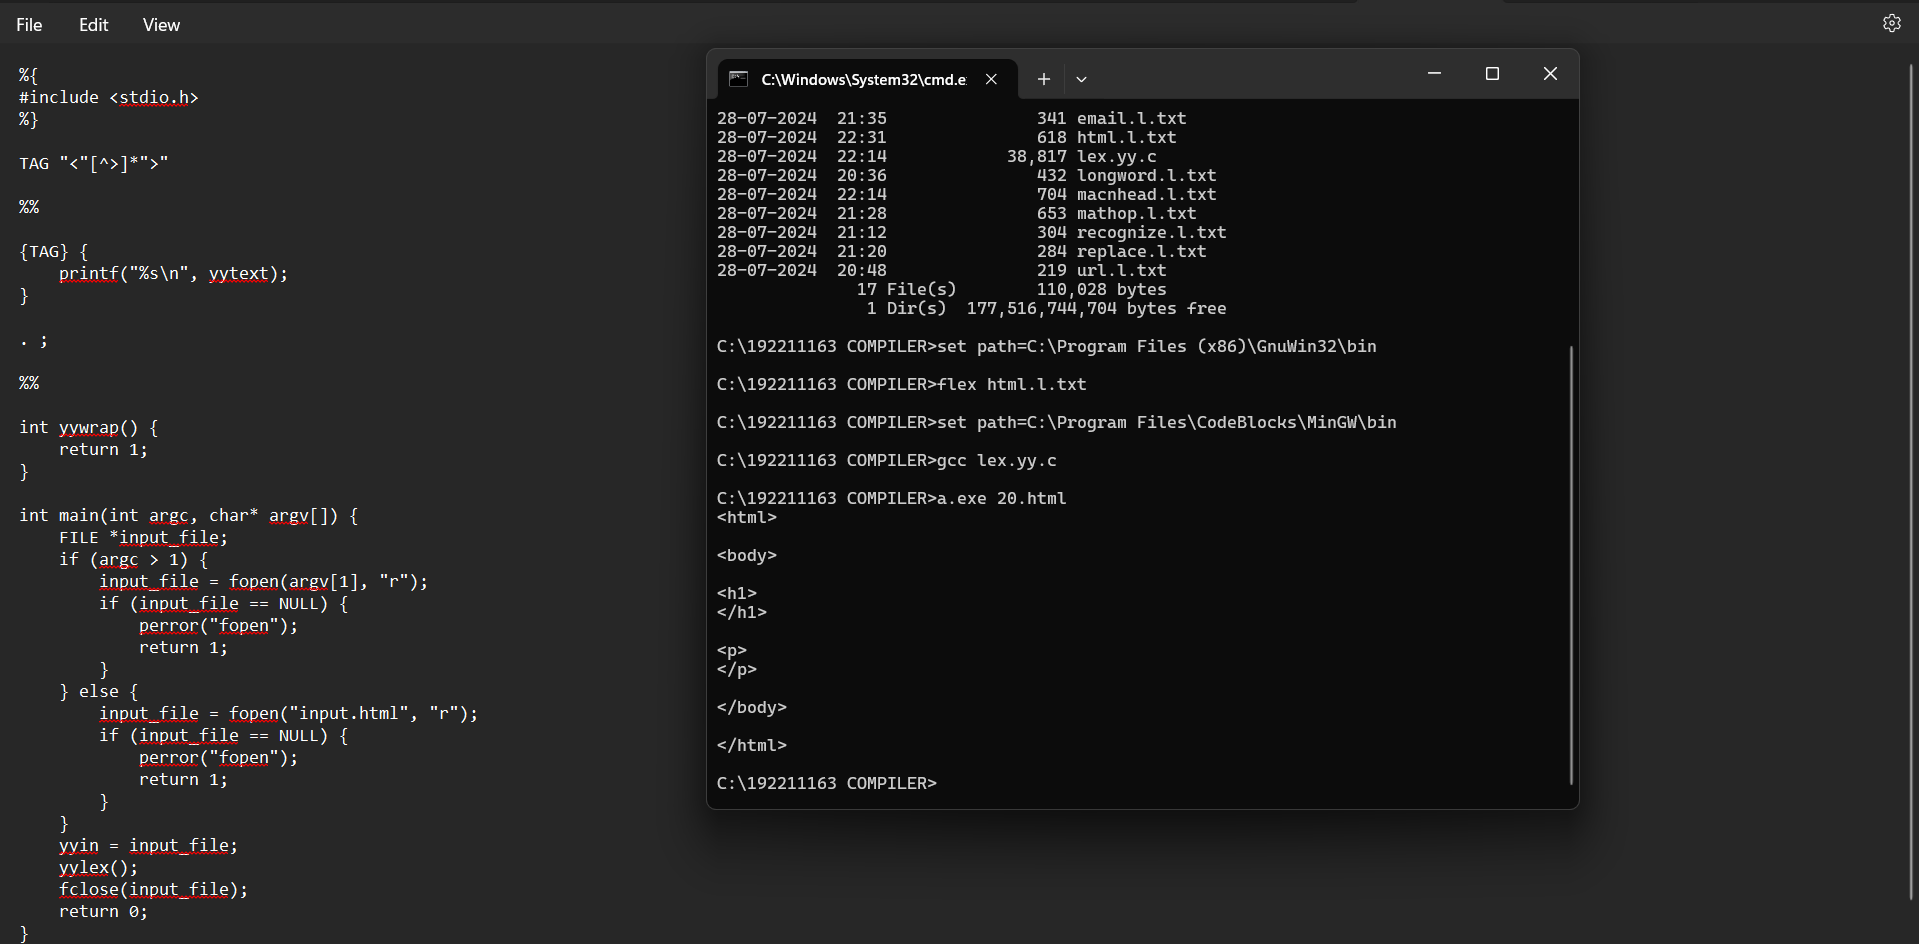 File Edit View
%{
#include <stdio.h>
%}
TAG "<"[^>]*">"
%%
{TAG} {
printf("%s\n", yytext);
}
. ;
%%
int yywrap() {
return 1;
}
int main(int argc, char* argv[]) {
FILE *input_file;
if (argc > 1) {
input_file = fopen(argv[1], "r");
if (input_file == NULL) {
perror("fopen");
return 1;
}
} else {
input_file = fopen("input.html", "r");
if (input_file == NULL) {
perror("fopen");
return 1;
}
}
yyin = input_file;
yylex();
fclose(input_file);
return 0;
}
C:\Windows\System32\cmd.e
28-07-2024 21:35 341 email.l.txt
28-07-2024 22:31 618 html.l.txt
28-07-2024 22:14 38,817 lex.yy.c
28-07-2024 20:36 432 longword.l.txt
28-07-2024 22:14 704 macnhead.l.txt
28-07-2024 21:28 653 mathop.l.txt
28-07-2024 21:12 304 recognize.l.txt
28-07-2024 21:20 284 replace.l.txt
28-07-2024 20:48 219 url.l.txt
17 File(s) 110,028 bytes
1 Dir(s) 177,516,744,704 bytes free
C:\192211163 COMPILER>set path=C:\Program Files (x86)\GnuWin32\bin
C:\192211163 COMPILER>flex html.l.txt
C:\192211163 COMPILER>set path=C:\Program Files\CodeBlocks\MinGW\bin
C:\192211163 COMPILER>gcc lex.yy.c
C:\192211163 COMPILER>a.exe 20.html
<html>
<body>
<h1>
</h1>
<p>
</p>
</body>
</html>
C:\192211163 COMPILER>